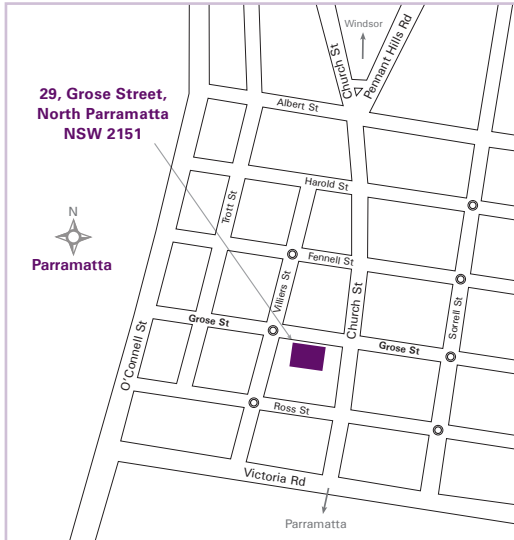 Windsor
Church St
Pennant Hills Rd
29, Grose Street,
North Parramatta
NSW 2151
Albert St
Harold St
Trott St
N
Parramatta
Fennell St
Villiers St
Church St
Sorrell St
Grose St
Grose St
O'Connell St
Ross St
Victoria Rd
Parramatta